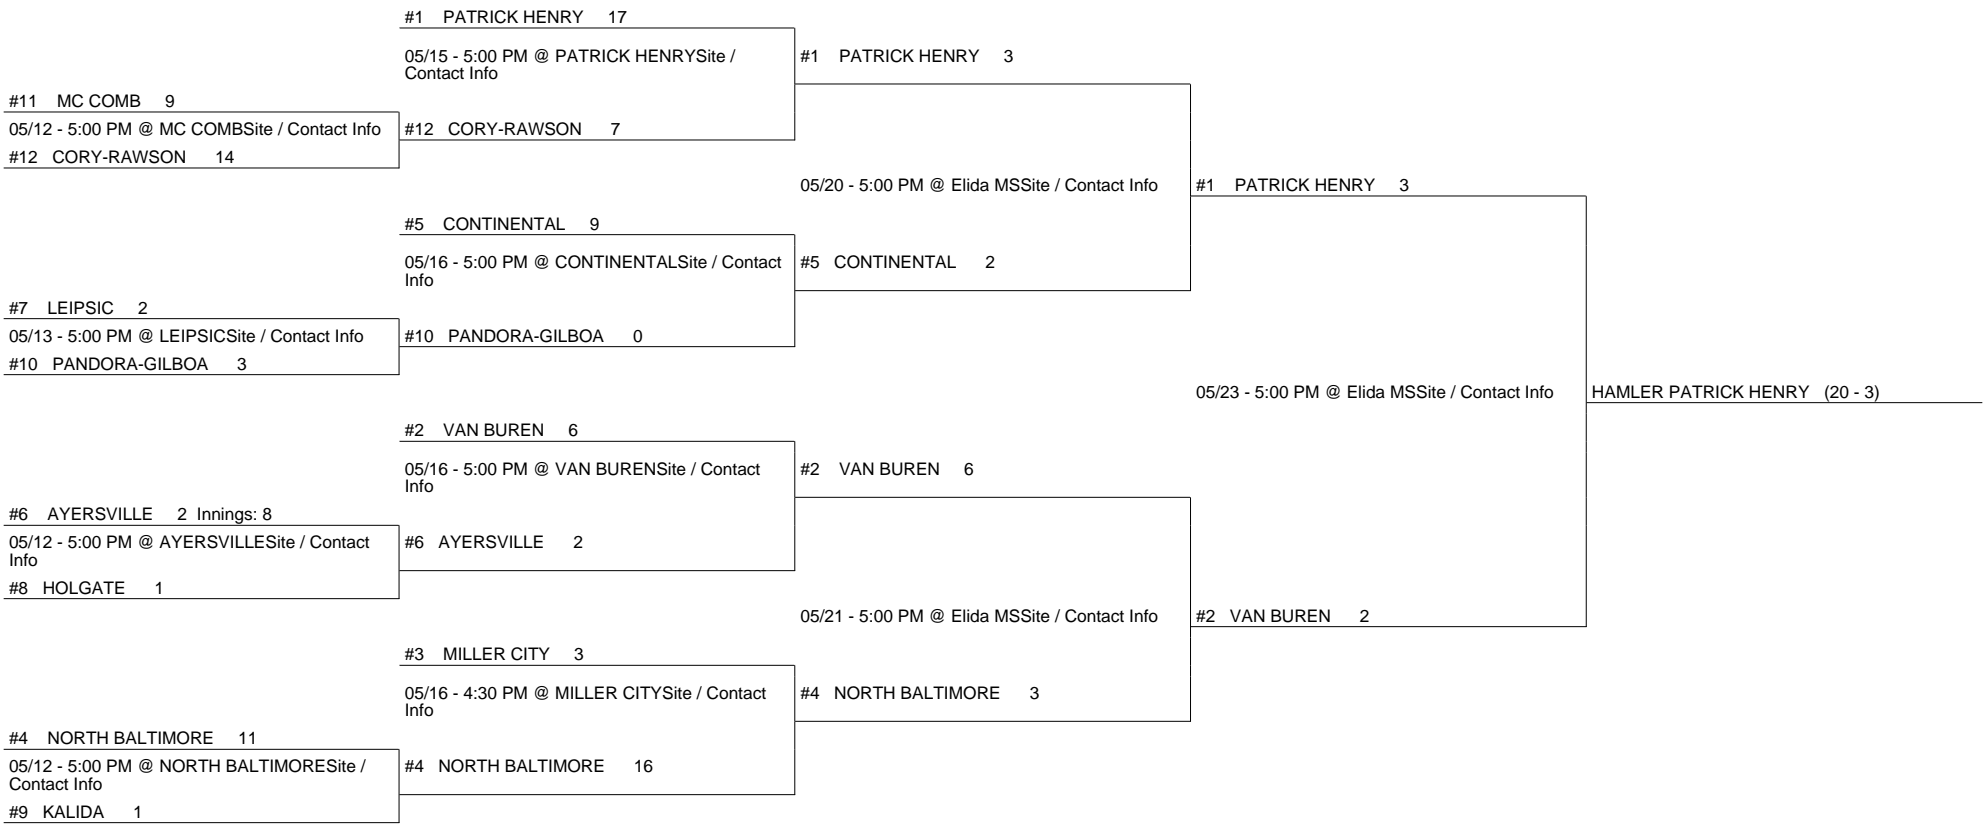 #1 PATRICK HENRY 17
05/15 - 5:00 PM @ PATRICK HENRYSite /
Contact Info
#1 PATRICK HENRY 3
#11 MC COMB 9
05/12 - 5:00 PM @ MC COMBSite / Contact Info
#12 CORY-RAWSON 7
#12 CORY-RAWSON 14
05/20 - 5:00 PM @ Elida MSSite / Contact Info
#1 PATRICK HENRY 3
#5 CONTINENTAL 9
05/16 - 5:00 PM @ CONTINENTALSite / Contact
Info
#5 CONTINENTAL 2
#7 LEIPSIC 2
05/13 - 5:00 PM @ LEIPSICSite / Contact Info
#10 PANDORA-GILBOA 0
#10 PANDORA-GILBOA 3
05/23 - 5:00 PM @ Elida MSSite / Contact Info
HAMLER PATRICK HENRY (20 - 3)
#2 VAN BUREN 6
05/16 - 5:00 PM @ VAN BURENSite / Contact
Info
#2 VAN BUREN 6
#6 AYERSVILLE 2 Innings: 8
05/12 - 5:00 PM @ AYERSVILLESite / Contact
Info
#6 AYERSVILLE 2
#8 HOLGATE 1
05/21 - 5:00 PM @ Elida MSSite / Contact Info
#2 VAN BUREN 2
#3 MILLER CITY 3
05/16 - 4:30 PM @ MILLER CITYSite / Contact
Info
#4 NORTH BALTIMORE 3
#4 NORTH BALTIMORE 11
05/12 - 5:00 PM @ NORTH BALTIMORESite /
Contact Info
#4 NORTH BALTIMORE 16
#9 KALIDA 1